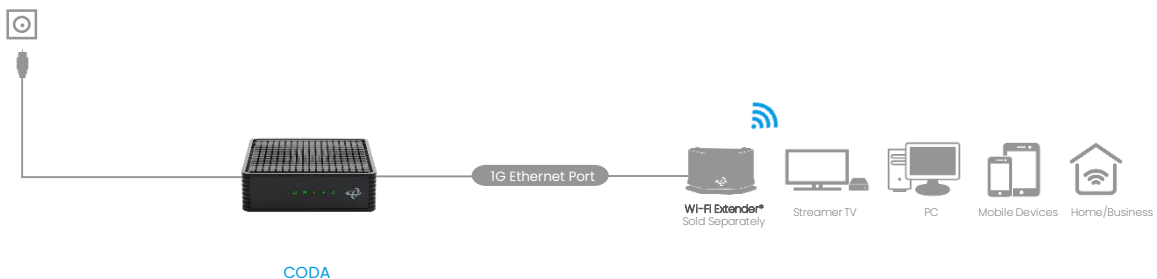 1G Ethernet Port
Wi-Fi Extender*
Sold Separately
Streamer TV
PC
Mobile Devices
Home/Business
CODA